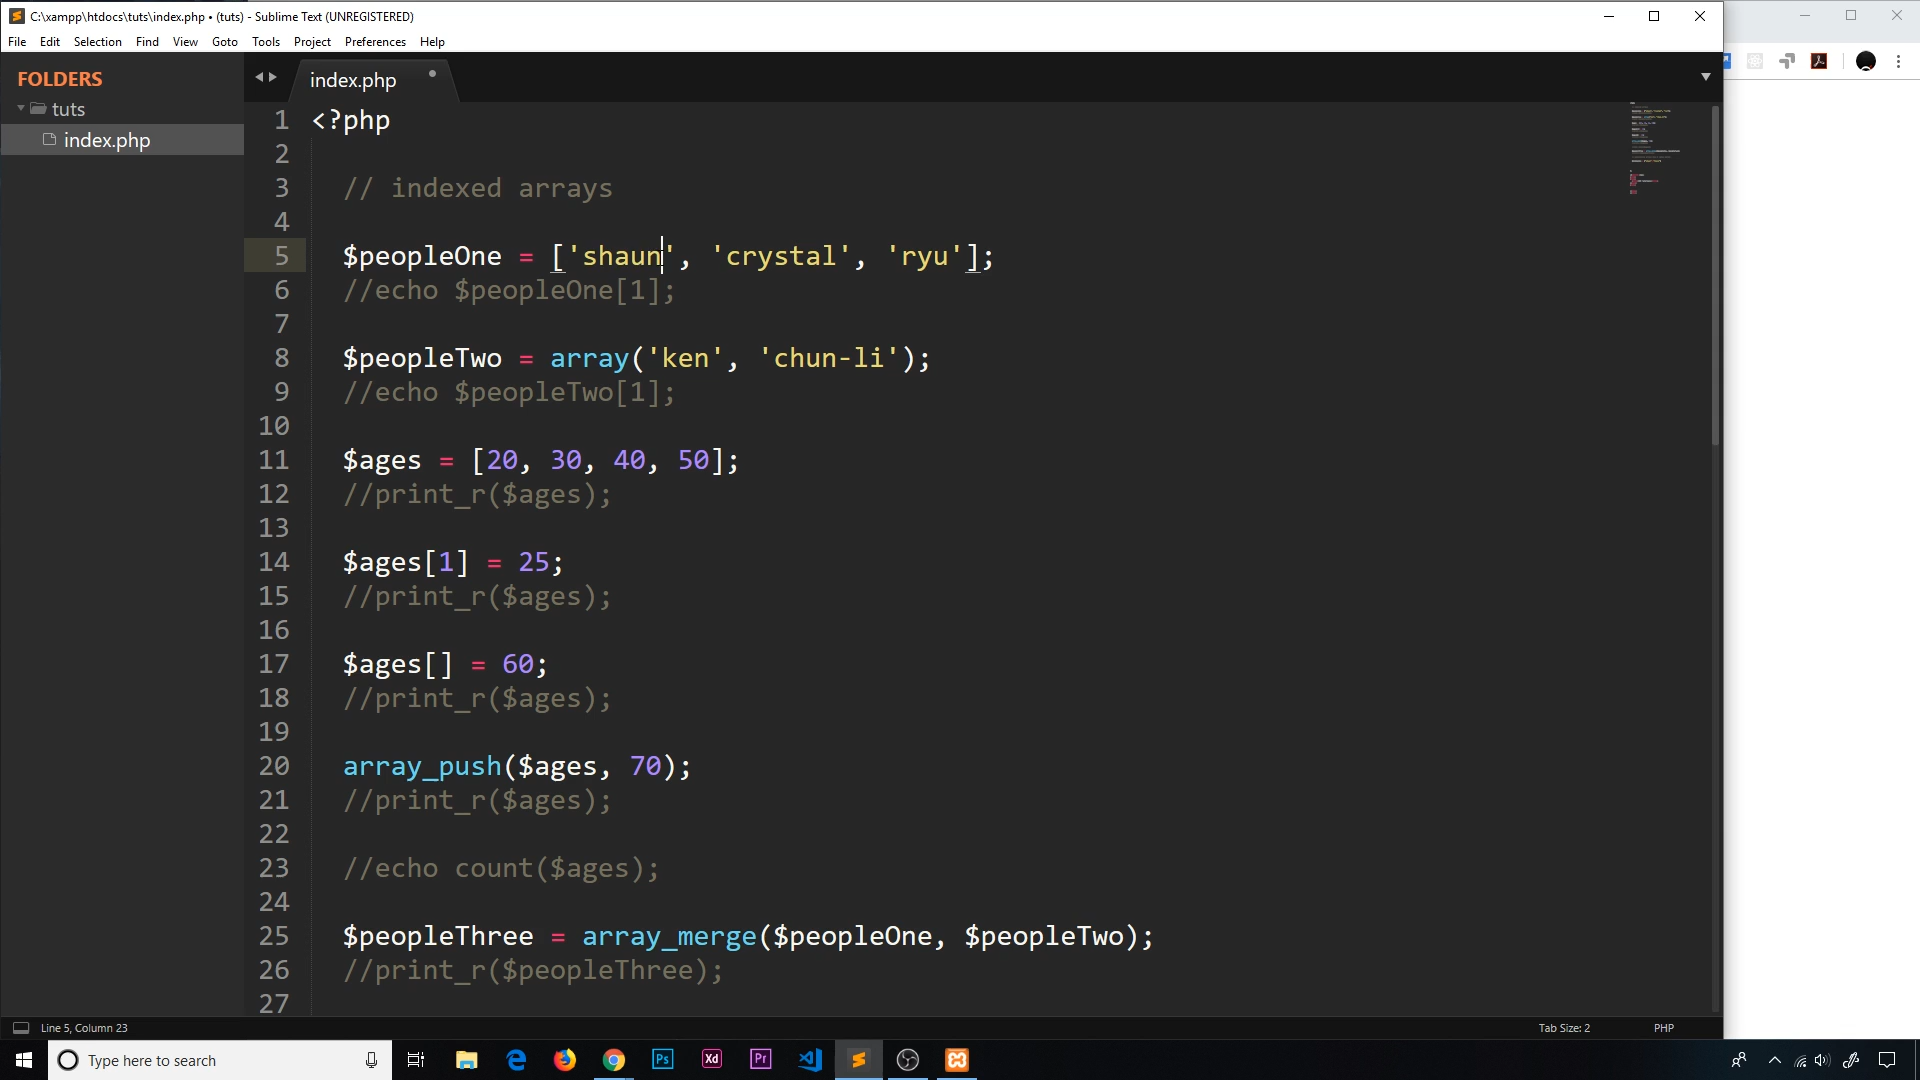 C:\xampp\htdocs\tuts\index.php • (tuts) - Sublime Text (UNREGISTERED)
File Edit Selection Find View Goto Tools Project Preferences Help
FOLDERS
tuts
index.php
index.php
1 <?php
2
3 // indexed arrays
4
5 $peopleOne = ['shaun', 'crystal', 'ryu'];
6 //echo $peopleOne[1];
7
8 $peopleTwo = array('ken', 'chun-li');
9 //echo $peopleTwo[1];
10
11 $ages = [20, 30, 40, 50];
12 //print_r($ages);
13
14 $ages[1] = 25;
15 //print_r($ages);
16
17 $ages[] = 60;
18 //print_r($ages);
19
20 array_push($ages, 70);
21 //print_r($ages);
22
23 //echo count($ages);
24
25 $peopleThree = array_merge($peopleOne, $peopleTwo);
26 //print_r($peopleThree);
27
Line 5, Column 23
Tab Size: 2
PHP
Type here to search
Ps
Xd
Pr